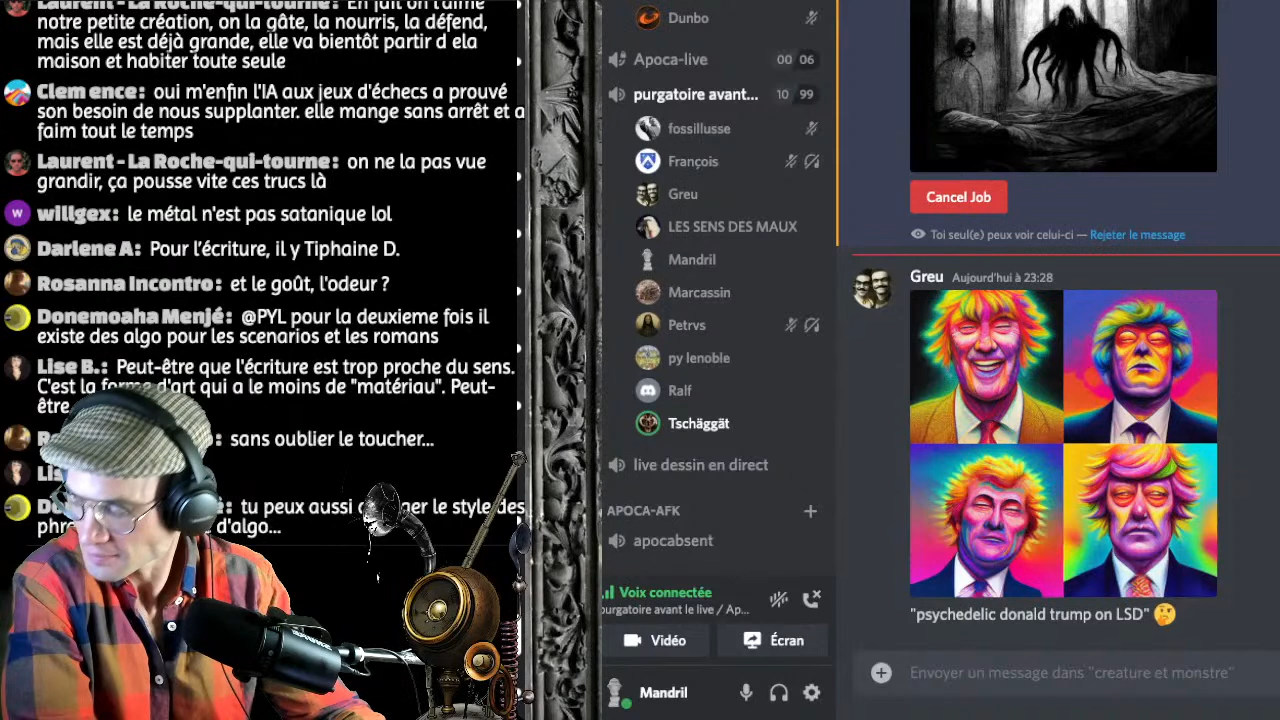 Laurent - La Roche-qui-tourne : En fait on l'aime
notre petite création, on la gâte, la nourris, la défend,
mais elle est déjà grande, elle va bientôt partir d ela
maison et habiter toute seule
Clem ence : oui m'enfin l'IA aux jeux d'échecs a prouvé
son besoin de nous supplanter. elle mange sans arrêt et a
faim tout le temps
Laurent - La Roche-qui-tourne : on ne la pas vue
grandir, ça pousse vite ces trucs là
W
willgex : le métal n'est pas satanique lol
Darlene A : Pour l'écriture, il y Tiphaine D.
Rosanna Incontro : et le goût, l'odeur ?
Donemoaha Menjé : @PYL pour la deuxieme fois il
existe des algo pour les scenarios et les romans
Lise B. : Peut-être que l'écriture est trop proche du sens.
C'est la forme d'art qui a le moins de "matériau". Peut-
être
: sans oublier le toucher...
: tu peux aussi le style des
d'algo...
Dunbo
Apoca-live 00 06
purgatoire avant... 10 99
fossillusse
François
Greu
LES SENS DES MAUX
Mandril
Marcassin
Petrvs
py lenoble
Ralf
Tschäggät
live dessin en direct
APOCA-AFK +
apocabsent
Voix connectée
purgatoire avant le live / Ap...
Vidéo Écran
Mandril
Cancel Job
Toi seul(e) peux voir celui-ci — Rejeter le message
Greu Aujourd'hui à 23:28
"psychedelic donald trump on LSD" 🤔
Envoyer un message dans "creature et monstre"